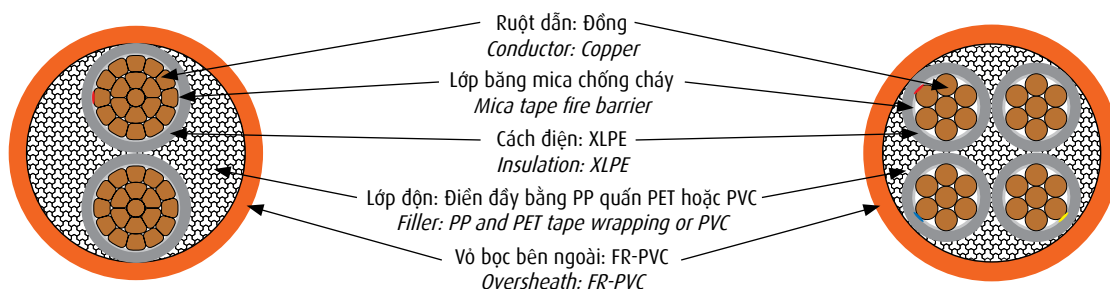 Ruột dẫn: Đồng
Conductor: Copper
Lớp băng mica chống cháy
Mica tape fire barrier
Cách điện: XLPE
Insulation: XLPE
Lớp độn: Điền đầy bằng PP quấn PET hoặc PVC
Filler: PP and PET tape wrapping or PVC
Vỏ bọc bên ngoài: FR-PVC
Oversheath: FR-PVC